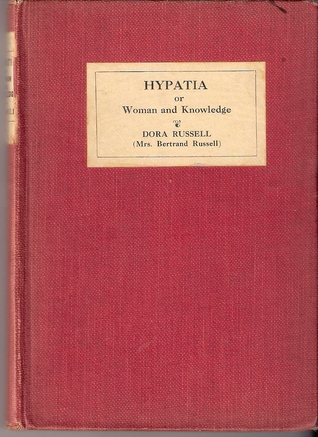 HYPATIA
or
Woman and Knowledge
DORA RUSSELL
(Mrs. Bertrand Russell)